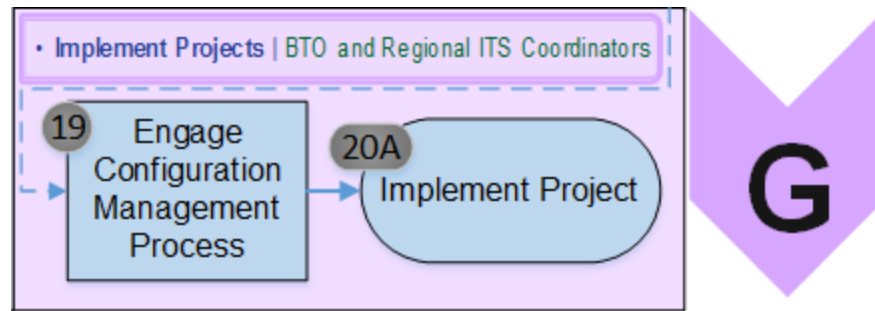 • Implement Projects | BTO and Regional ITS Coordinators
19
Engage
Configuration
Management
Process
20A
Implement Project
G